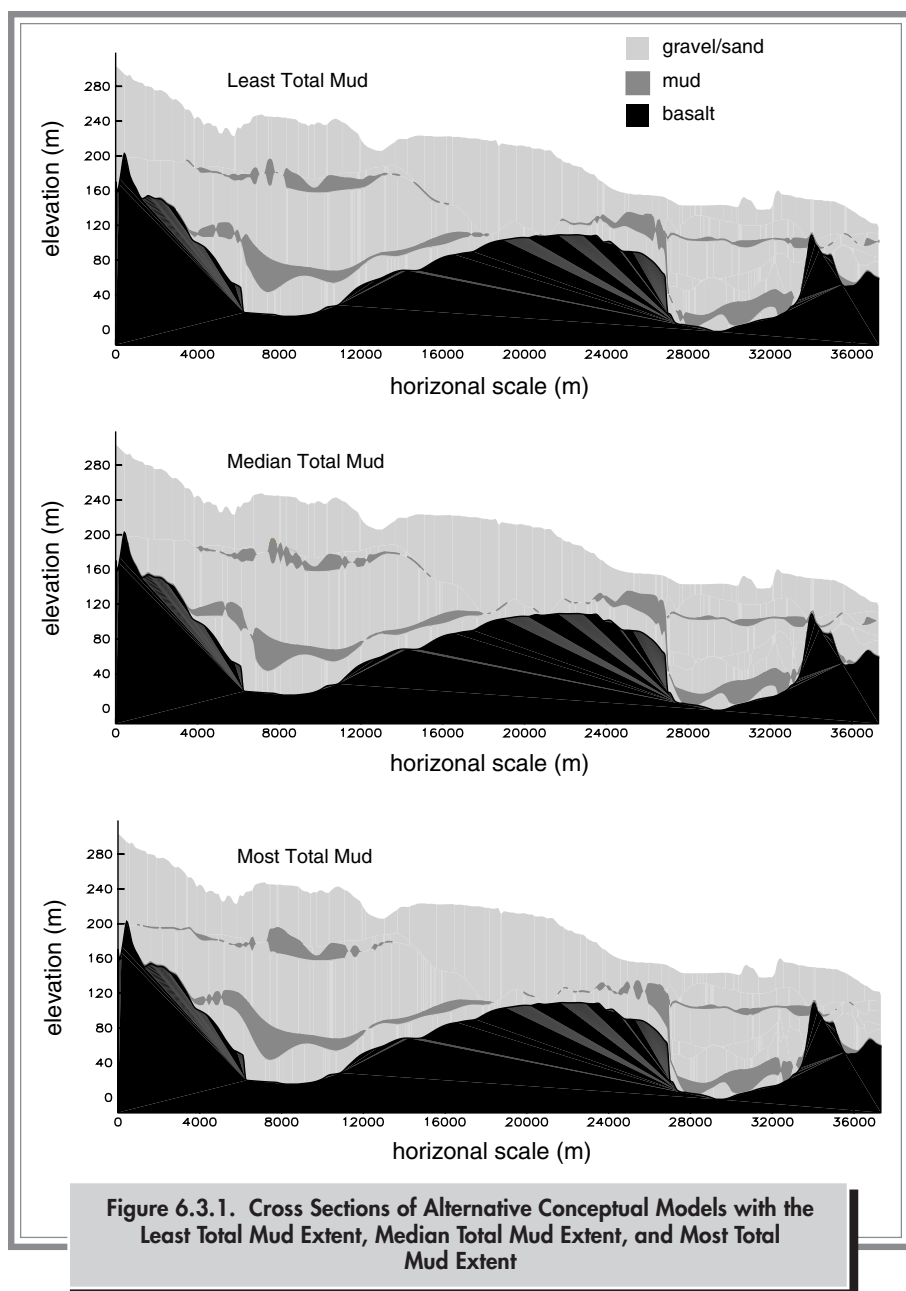 gravel/sand
mud
basalt
Least Total Mud
elevation (m)
280
240
200
160
120
80
40
0
0 4000 8000 12000 16000 20000 24000 28000 32000 36000
horizonal scale (m)
Median Total Mud
elevation (m)
280
240
200
160
120
80
40
0
0 4000 8000 12000 16000 20000 24000 28000 32000 36000
horizonal scale (m)
Most Total Mud
elevation (m)
280
240
200
160
120
80
40
0
0 4000 8000 12000 16000 20000 24000 28000 32000 36000
horizonal scale (m)
Figure 6.3.1. Cross Sections of Alternative Conceptual Models with the
Least Total Mud Extent, Median Total Mud Extent, and Most Total
Mud Extent